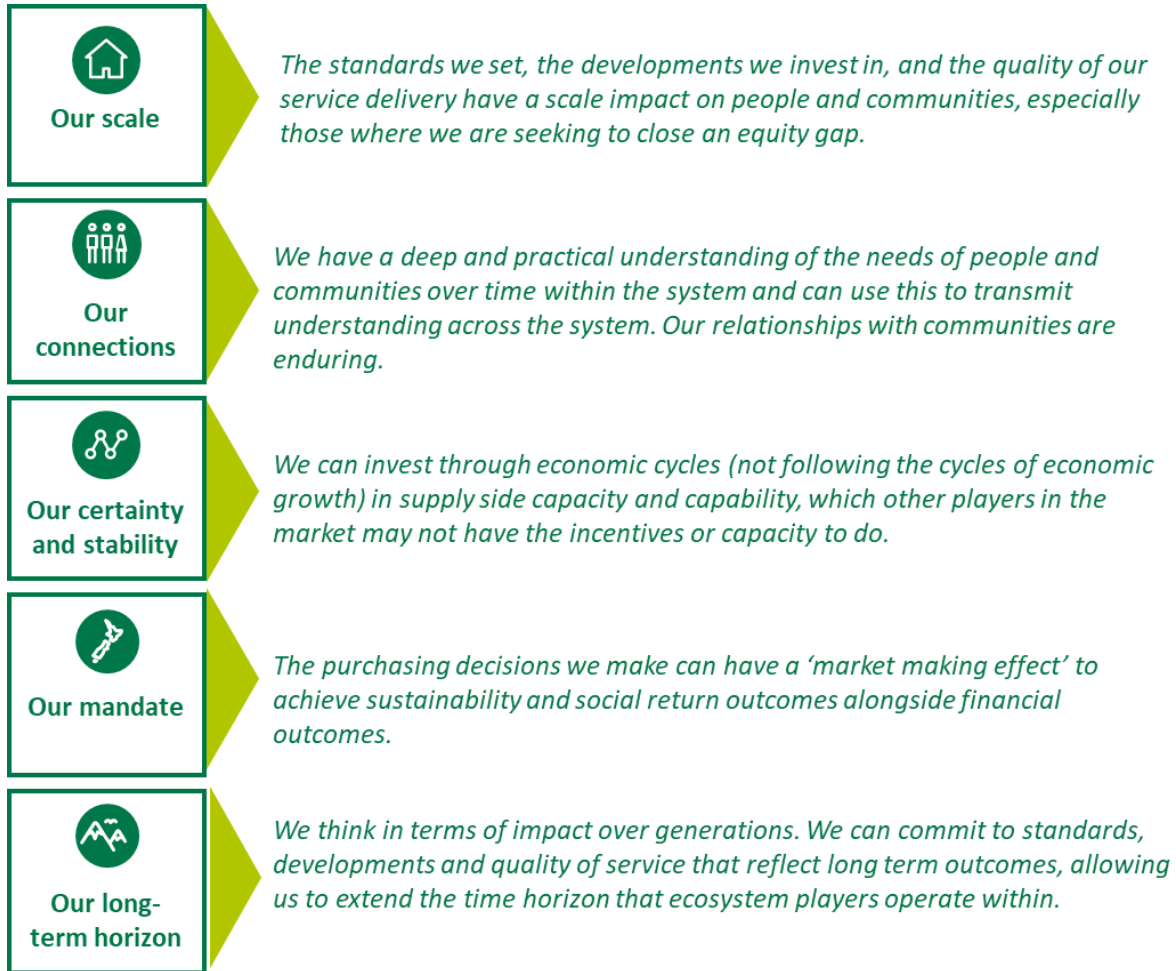 Our scale
The standards we set, the developments we invest in, and the quality of our
service delivery have a scale impact on people and communities, especially
those where we are seeking to close an equity gap.
Our
connections
We have a deep and practical understanding of the needs of people and
communities over time within the system and can use this to transmit
understanding across the system. Our relationships with communities are
enduring.
Our certainty
and stability
We can invest through economic cycles (not following the cycles of economic
growth) in supply side capacity and capability, which other players in the
market may not have the incentives or capacity to do.
Our mandate
The purchasing decisions we make can have a ‘market making effect’ to
achieve sustainability and social return outcomes alongside financial
outcomes.
Our long-
term horizon
We think in terms of impact over generations. We can commit to standards,
developments and quality of service that reflect long term outcomes, allowing
us to extend the time horizon that ecosystem players operate within.